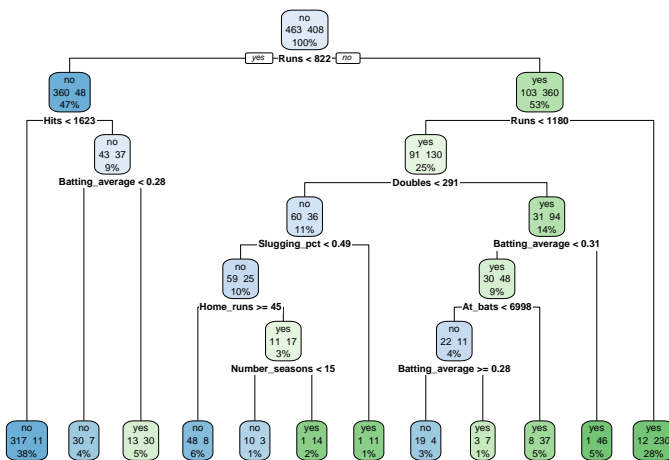 no
463 408
100%
yes
Runs < 822
no
no
360 48
47%
yes
103 360
53%
Hits < 1623
Runs < 1180
no
43 37
9%
yes
91 130
25%
Batting_average < 0.28
Doubles < 291
no
60 36
11%
yes
31 94
14%
Slugging_pct < 0.49
Batting_average < 0.31
no
59 25
10%
yes
30 48
9%
Home_runs >= 45
At_bats < 6998
yes
11 17
3%
no
22 11
4%
Number_seasons < 15
Batting_average >= 0.28
no
317 11
38%
no
30 7
4%
yes
13 30
5%
no
48 8
6%
no
10 3
1%
yes
1 14
2%
yes
1 11
1%
no
19 4
3%
yes
3 7
1%
yes
8 37
5%
yes
1 46
5%
yes
12 230
28%